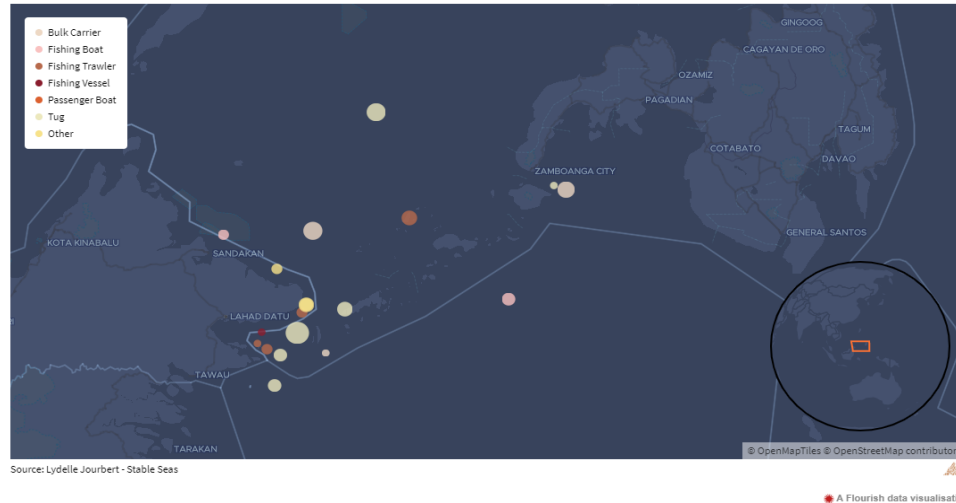 Bulk Carrier
Fishing Boat
Fishing Trawler
Fishing Vessel
Passenger Boat
Tug
Other
GINGOOG
CAGAYAN DE ORO
OZAMIZ
PAGADIAN
TAGUM
COTABATO
DAVAO
ZAMBOANGA CITY
GENERAL SANTOS
KOTA KINABALU
SANDAKAN
LAHAD DATU
TAWAU
TARAKAN
© OpenMapTiles © OpenStreetMap contributor
Source: Lydelle Jourbert - Stable Seas
A Flourish data visualisat